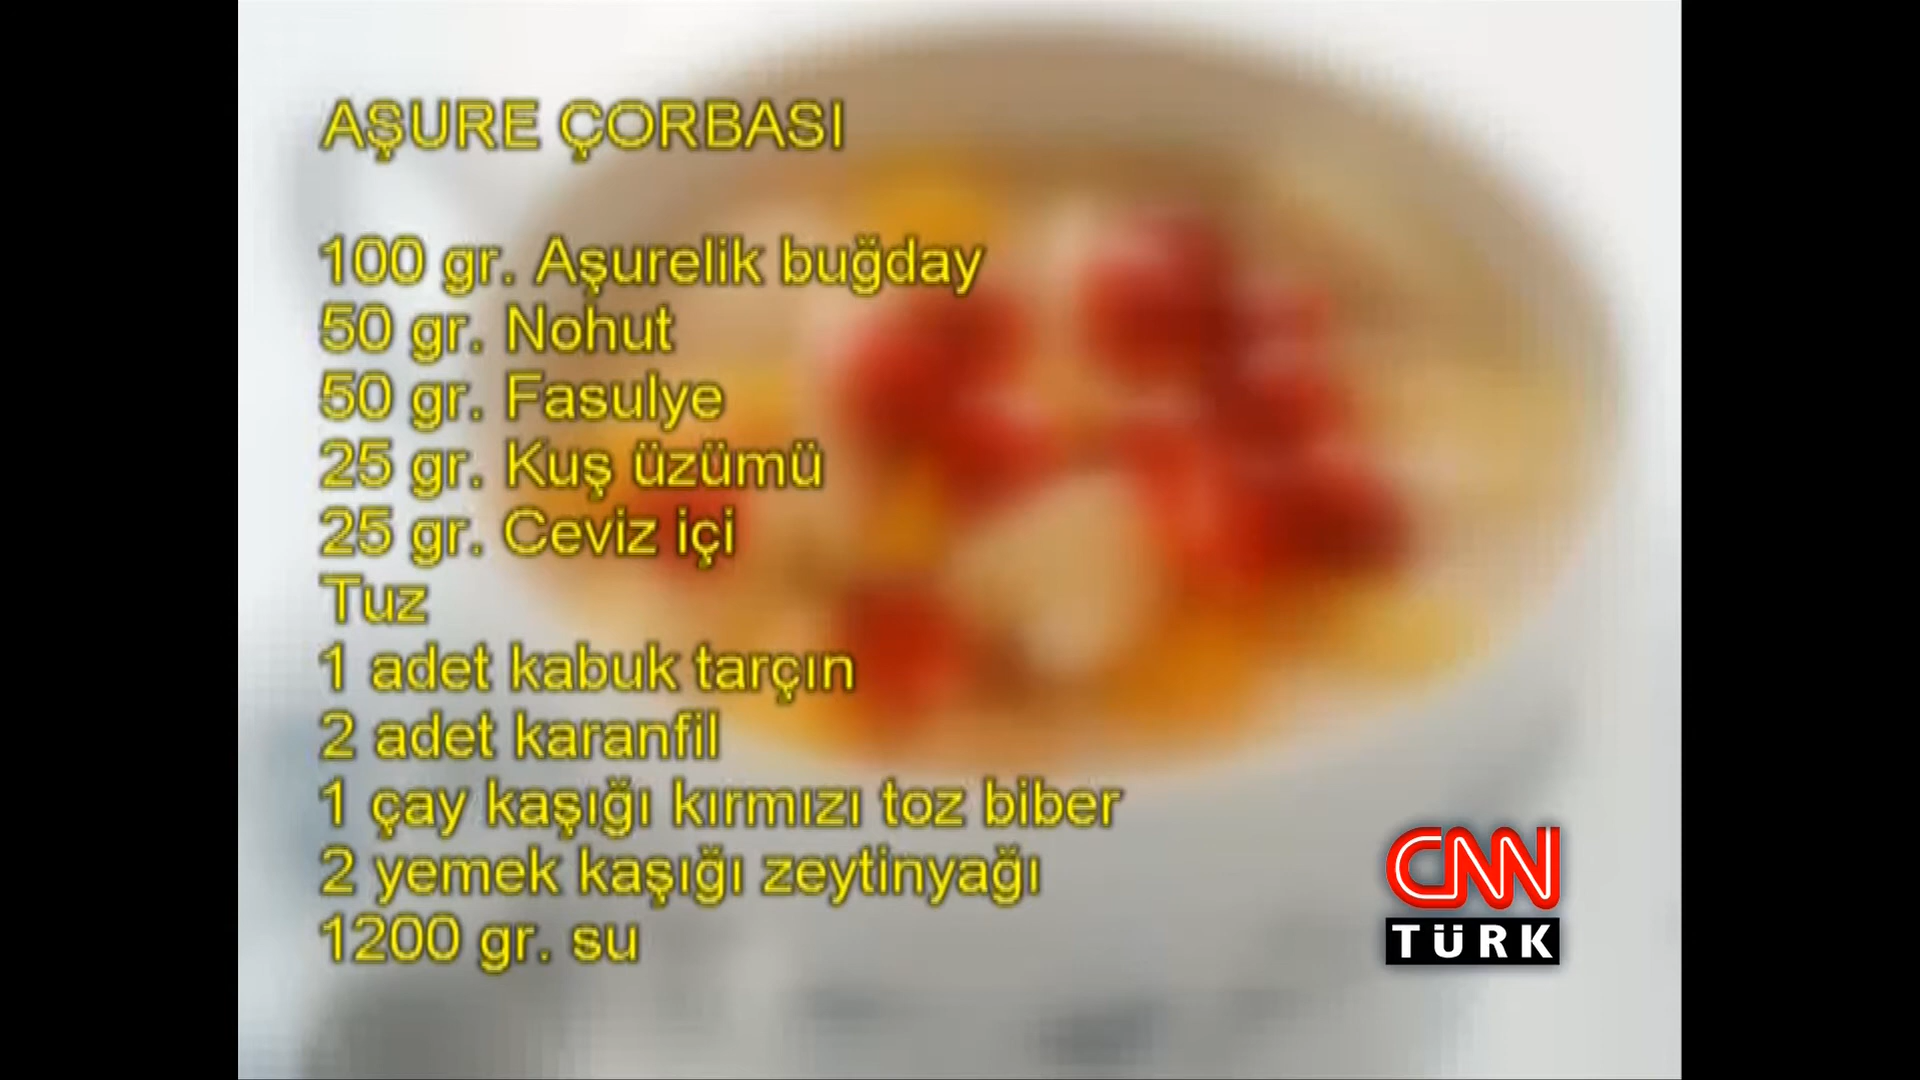 AŞURE ÇORBASI
100 gr. Aşurelik buğday
50 gr. Nohut
50 gr. Fasulye
25 gr. Kuş üzümü
25 gr. Ceviz içi
Tuz
1 adet kabuk tarçın
2 adet karanfil
1 çay kaşığı kırmızı toz biber
2 yemek kaşığı zeytinyağı
1200 gr. su
CNN
TÜRK